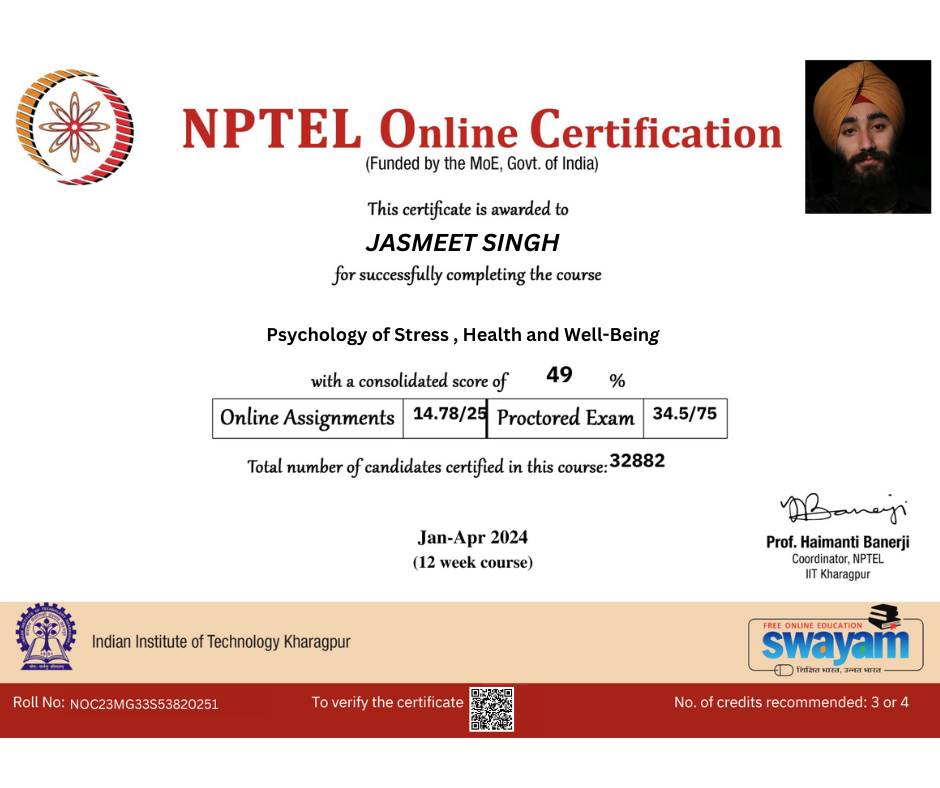 NPTEL Online Certification
(Funded by the MoE, Govt. of India)
This certificate is awarded to
JASMEET SINGH
for successfully completing the course
Psychology of Stress , Health and Well-Being
with a consolidated score of 49 %
Online Assignments 14.78/25 Proctored Exam 34.5/75
Total number of candidates certified in this course: 32882
Jan-Apr 2024
(12 week course)
Prof. Haimanti Banerji
Coordinator, NPTEL
IIT Kharagpur
Indian Institute of Technology Kharagpur
FREE ONLINE EDUCATION
swayam
शिक्षित भारत, उन्नत भारत
Roll No: NOC23MG33S53820251
To verify the certificate
No. of credits recommended: 3 or 4